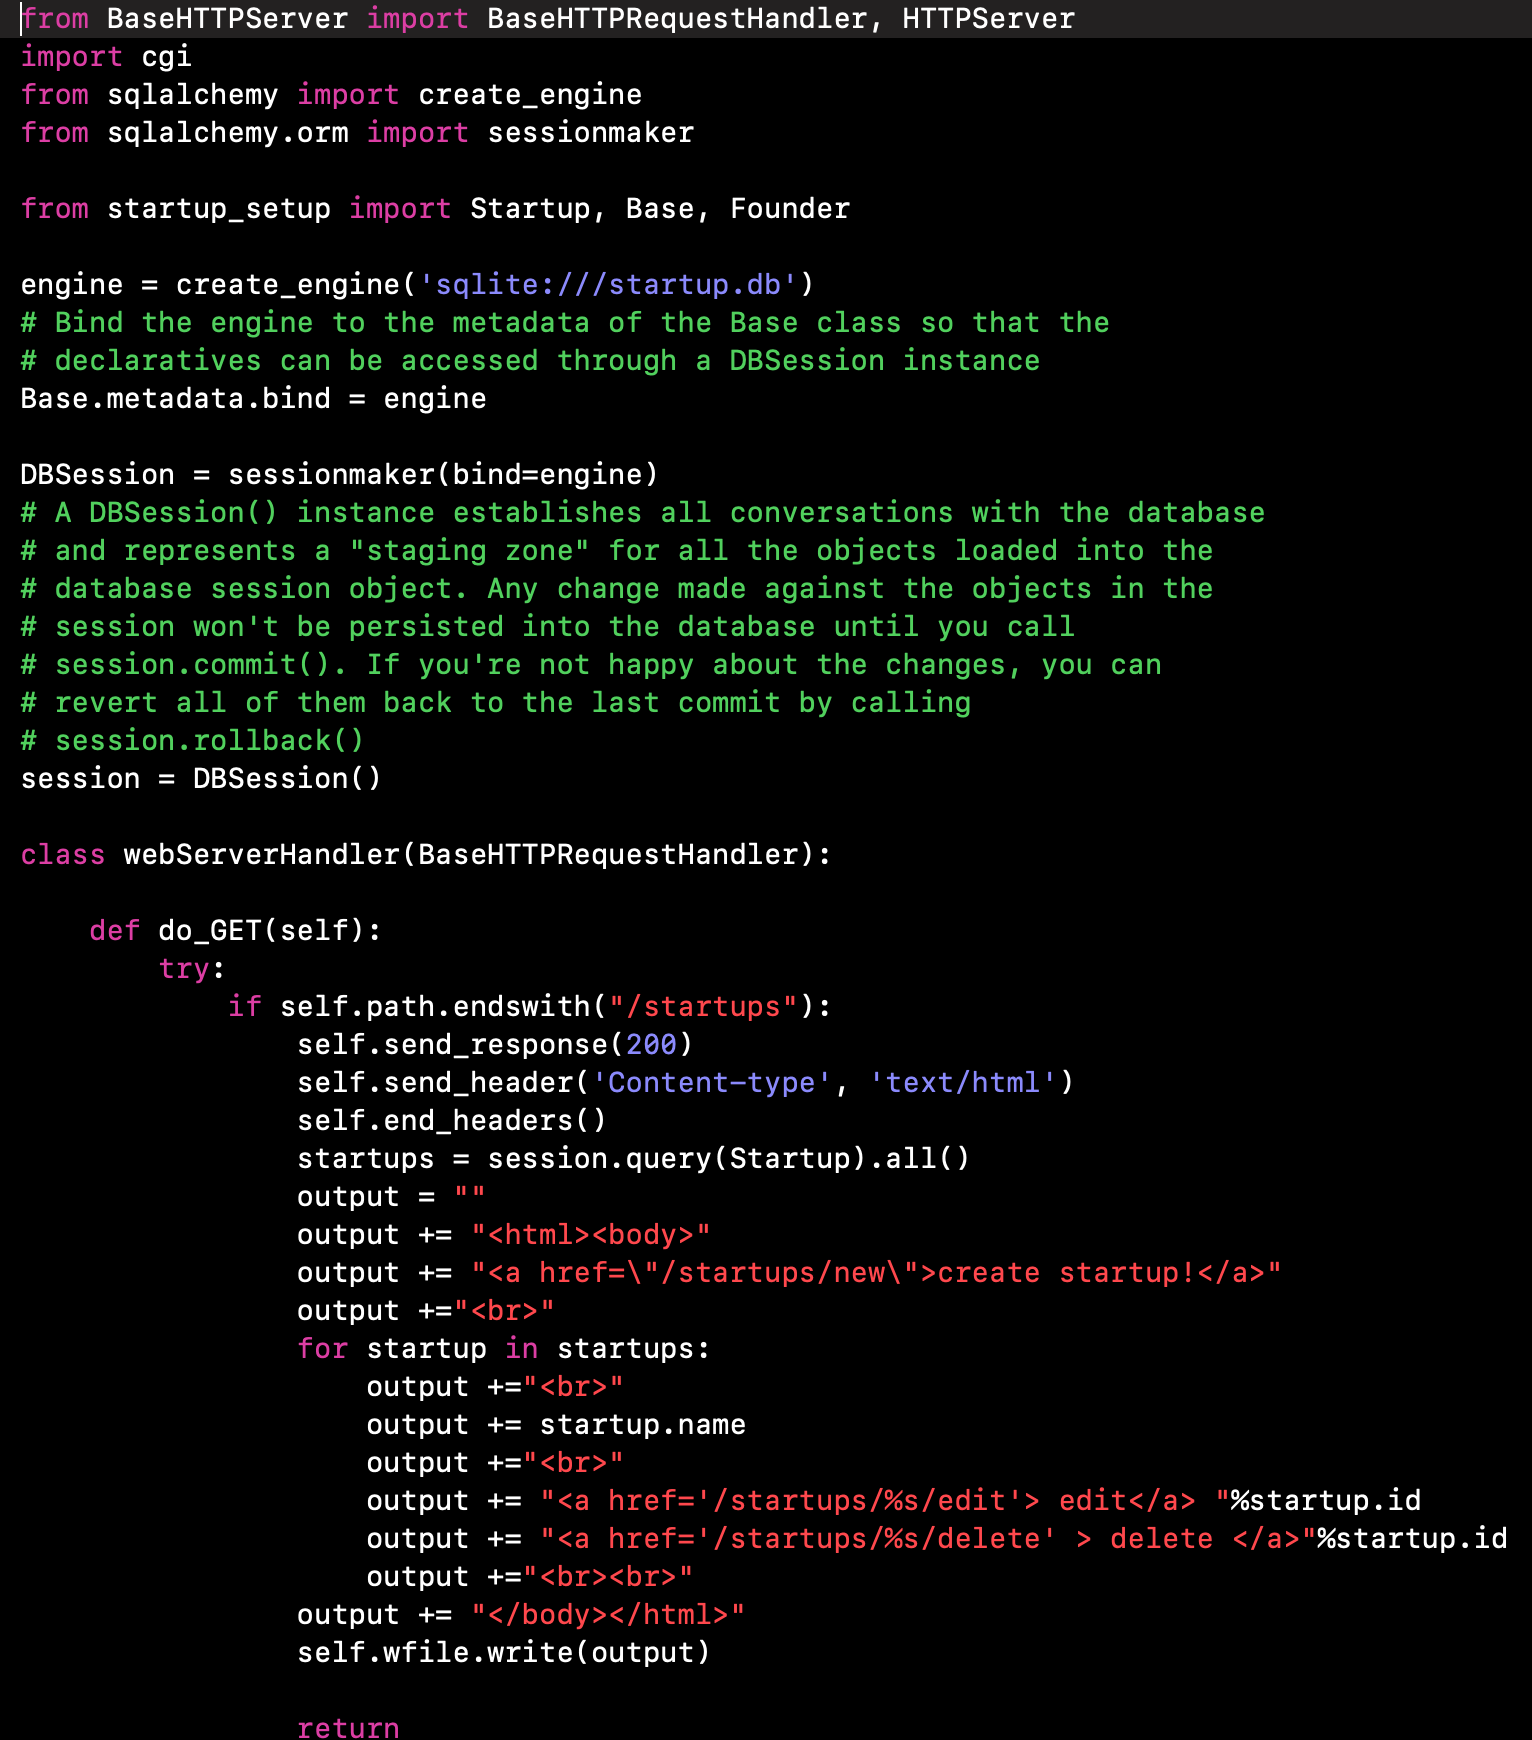 from BaseHTTPServer import BaseHTTPRequestHandler, HTTPServer
import cgi
from sqlalchemy import create_engine
from sqlalchemy.orm import sessionmaker

from startup_setup import Startup, Base, Founder

engine = create_engine('sqlite:///startup.db')
# Bind the engine to the metadata of the Base class so that the
# declaratives can be accessed through a DBSession instance
Base.metadata.bind = engine

DBSession = sessionmaker(bind=engine)
# A DBSession() instance establishes all conversations with the database
# and represents a "staging zone" for all the objects loaded into the
# database session object. Any change made against the objects in the
# session won't be persisted into the database until you call
# session.commit(). If you're not happy about the changes, you can
# revert all of them back to the last commit by calling
# session.rollback()
session = DBSession()

class webServerHandler(BaseHTTPRequestHandler):

    def do_GET(self):
        try:
            if self.path.endswith("/startups"):
                self.send_response(200)
                self.send_header('Content-type', 'text/html')
                self.end_headers()
                startups = session.query(Startup).all()
                output = ""
                output += "<html><body>"
                output += "<a href=\"/startups/new\">create startup!</a>"
                output +="<br>"
                for startup in startups:
                    output +="<br>"
                    output += startup.name
                    output +="<br>"
                    output += "<a href='/startups/%s/edit'> edit</a> "%startup.id
                    output += "<a href='/startups/%s/delete' > delete </a>"%startup.id
                    output +="<br><br>"
                output += "</body></html>"
                self.wfile.write(output)

                return